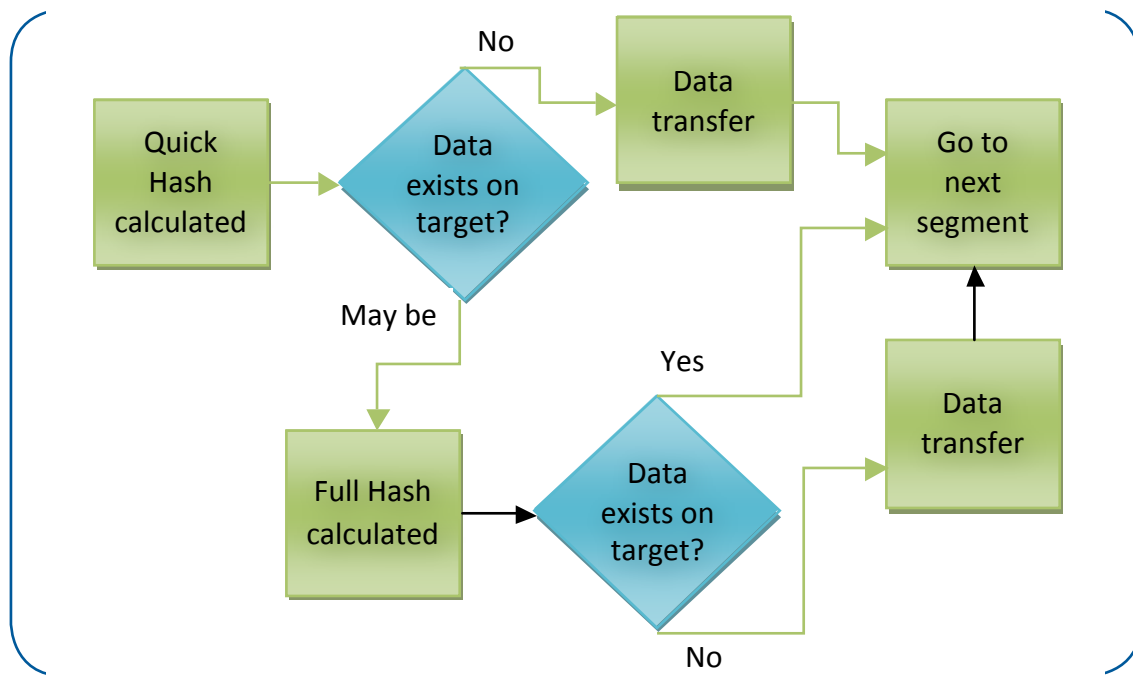 No
Quick
Hash
calculated
Data
exists on
target?
Data
transfer
Go to
next
segment
May be
Full Hash
calculated
Data
exists on
target?
Yes
Data
transfer
No